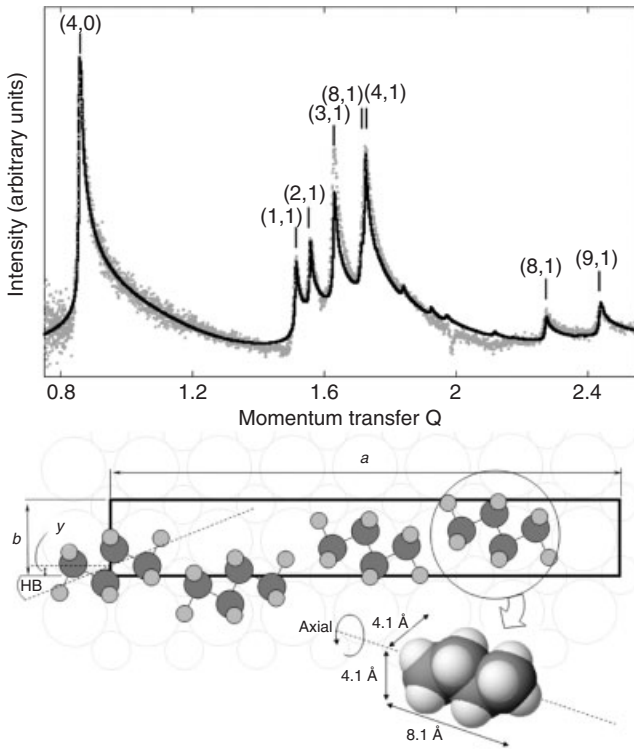 (4,0)
(8,1) (4,1)
(3,1)
(2,1)
(1,1)
(8,1)
(9,1)
Intensity (arbitrary units)
0.8 1.2 1.6 2 2.4
Momentum transfer Q
a
b
y
HB
Axial
4.1 Å
4.1 Å
8.1 Å